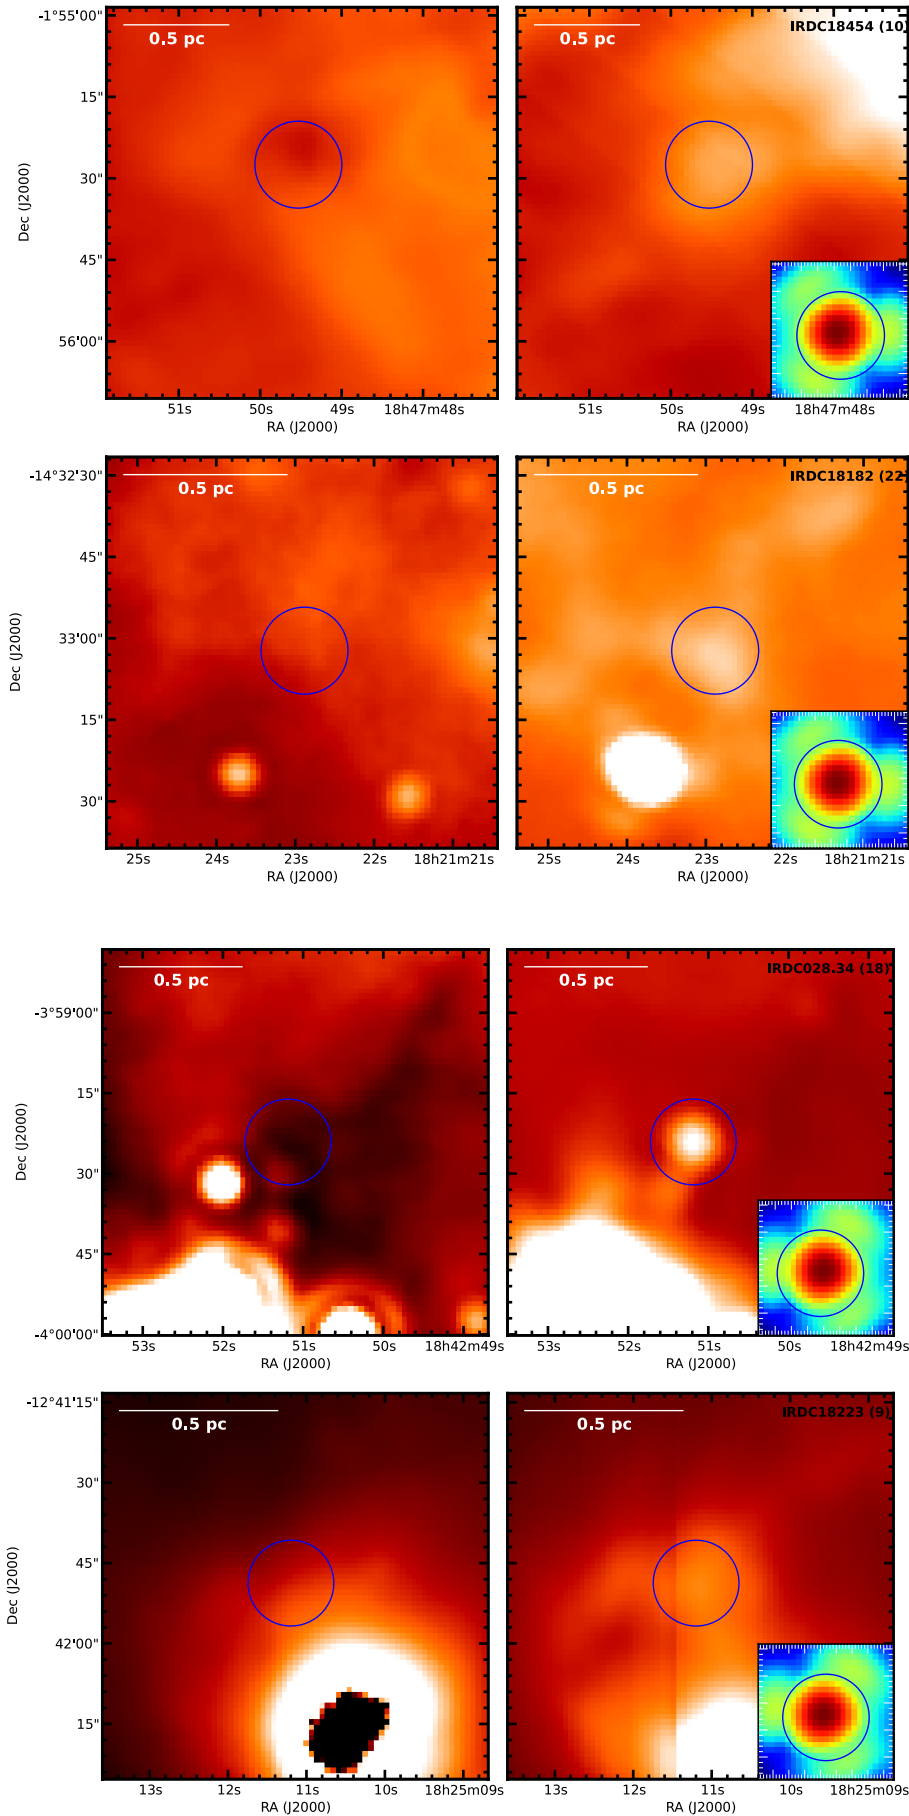 -1°55'00"
0.5 pc
0.5 pc
IRDC18454 (10)
15"
30"
45"
56'00"
Dec (J2000)
51s 50s 49s 18h47m48s
51s 50s 49s 18h47m48s
RA (J2000)
RA (J2000)
-14°32'30"
0.5 pc
0.5 pc
IRDC18182 (22)
45"
33'00"
15"
30"
Dec (J2000)
25s 24s 23s 22s 18h21m21s
25s 24s 23s 22s 18h21m21s
RA (J2000)
RA (J2000)
0.5 pc
0.5 pc
IRDC028.34 (18)
-3°59'00"
15"
30"
45"
-4°00'00"
Dec (J2000)
53s 52s 51s 50s 18h42m49s
53s 52s 51s 50s 18h42m49s
RA (J2000)
RA (J2000)
-12°41'15"
0.5 pc
0.5 pc
IRDC18223 (9)
30"
45"
42'00"
15"
Dec (J2000)
13s 12s 11s 10s 18h25m09s
13s 12s 11s 10s 18h25m09s
RA (J2000)
RA (J2000)